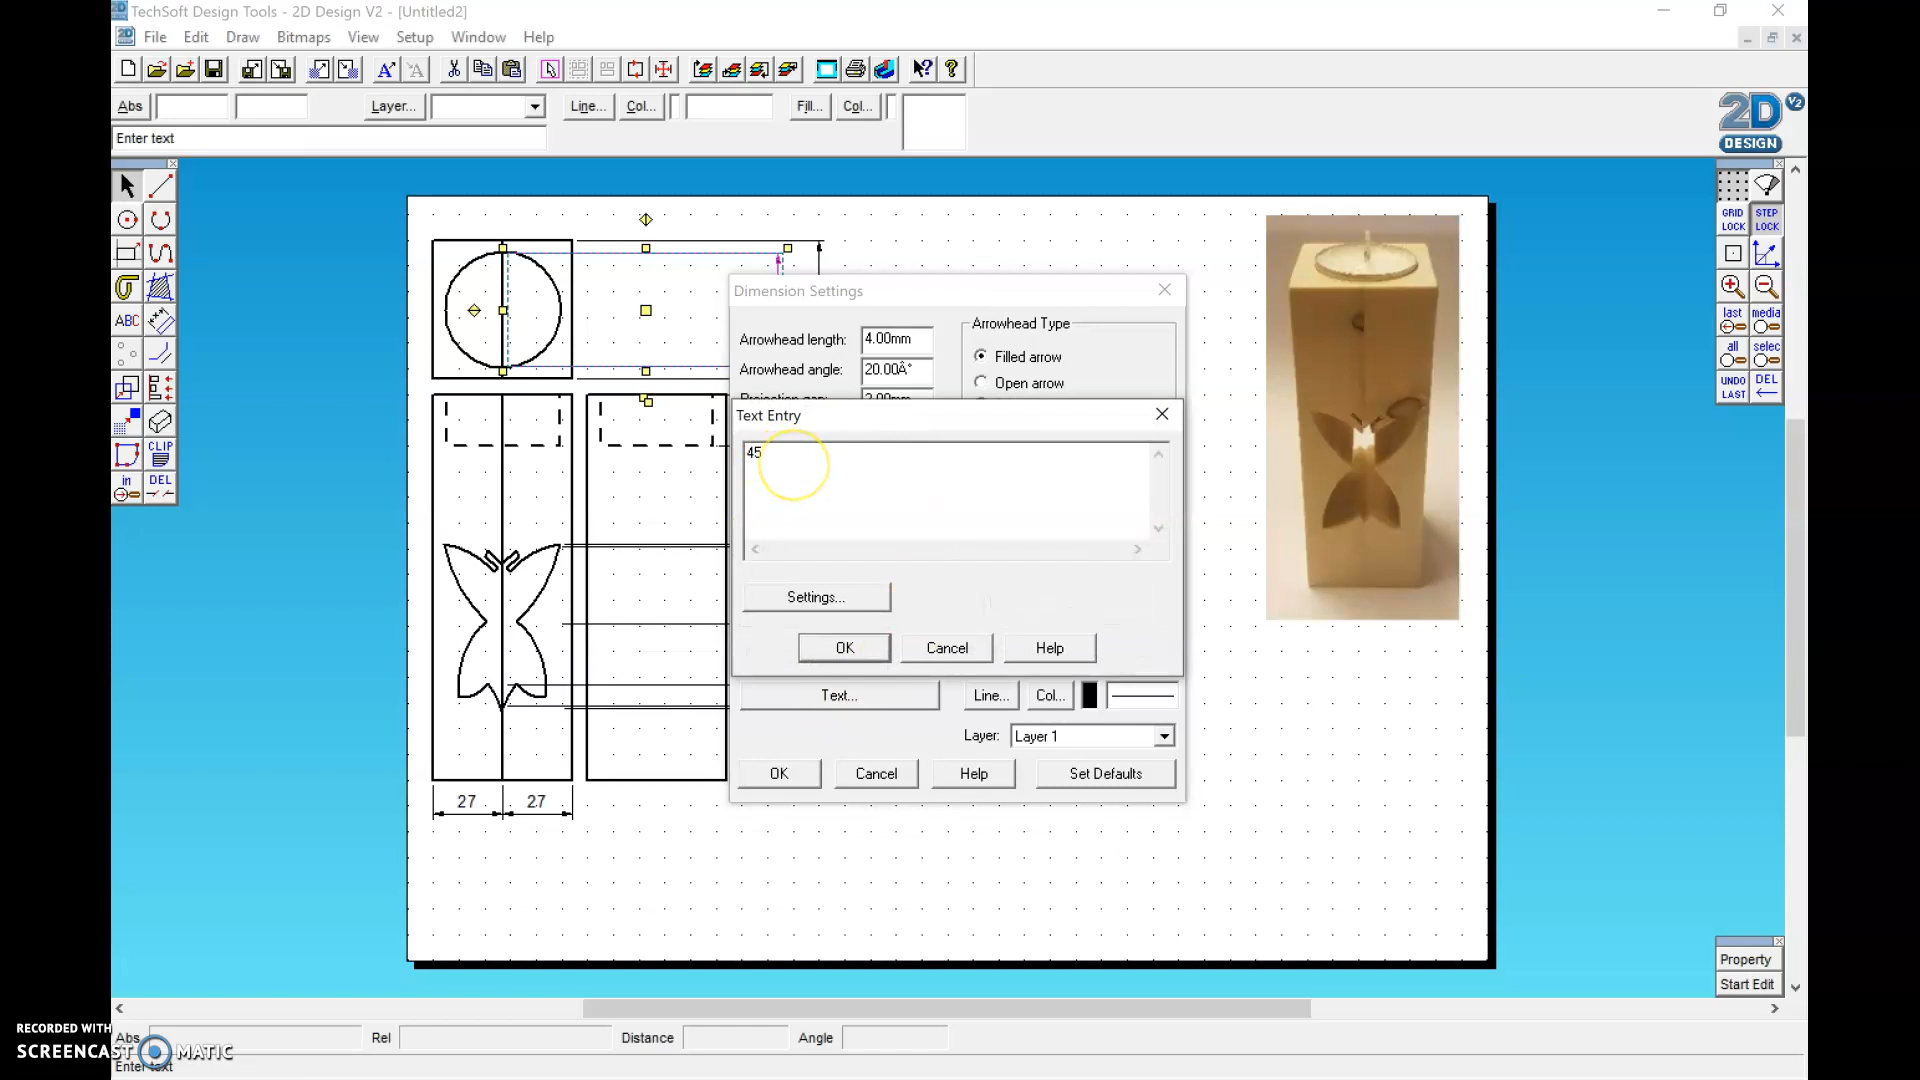 TechSoft Design Tools - 2D Design V2 - [Untitled2]
File Edit Draw Bitmaps View Setup Window Help
Abs Layer... Line... Col... Fill... Col...
Enter text
2D V2
DESIGN
ABC
CLIP
in DEL
GRID LOCK STEP LOCK
last media
all selec
UNDO LAST DEL
Dimension Settings
Arrowhead length: 4.00mm
Arrowhead angle: 20.00Â°
Arrowhead Type
Filled arrow
Open arrow
Text Entry
45
Settings...
OK Cancel Help
Text... Line... Col...
Layer: Layer 1
OK Cancel Help Set Defaults
27 27
Property
Start Edit
Abs Rel Distance Angle
Enter text
RECORDED WITH
SCREENCAST MATIC